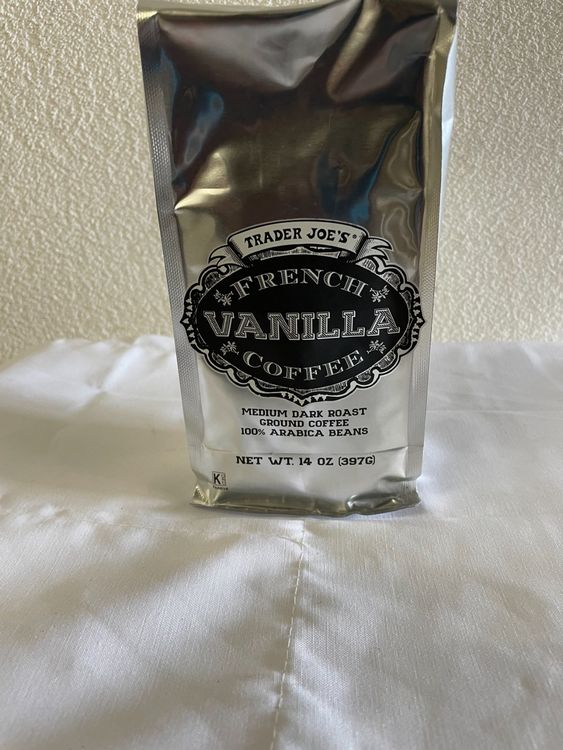 TRADER JOE'S®
FRENCH
VANILLA
COFFEE
MEDIUM DARK ROAST
GROUND COFFEE
100% ARABICA BEANS
NET WT. 14 OZ (397G)
K